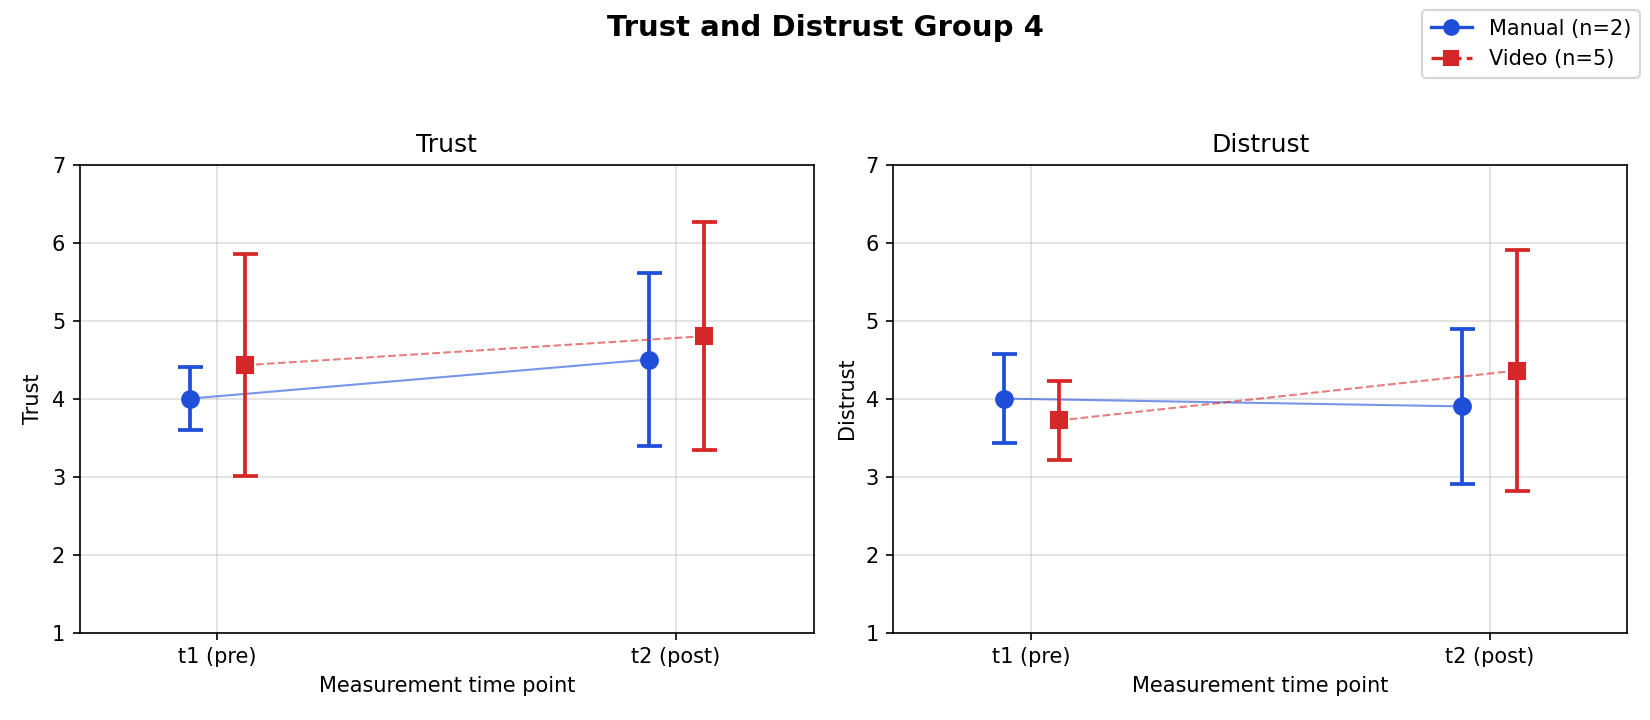 Trust and Distrust Group 4
Manual (n=2)
Video (n=5)
Trust
7
6
5
4
3
2
1
Trust
t1 (pre)
t2 (post)
Measurement time point
Distrust
7
6
5
4
3
2
1
Distrust
t1 (pre)
t2 (post)
Measurement time point